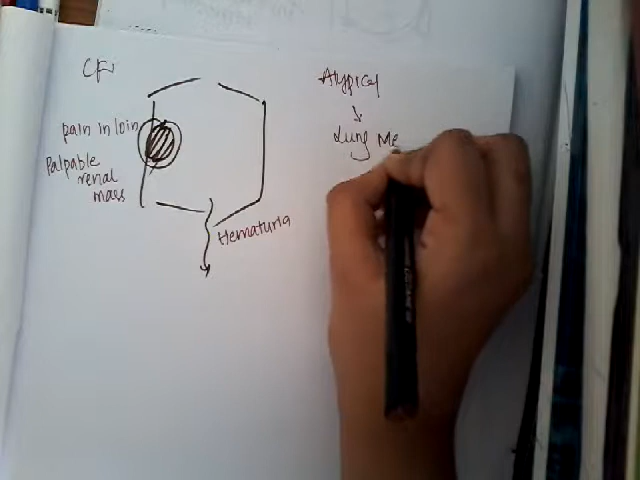 CF:
pain in loin
Palpable
renal
mass
Hematuria
Atypical
Lung Me